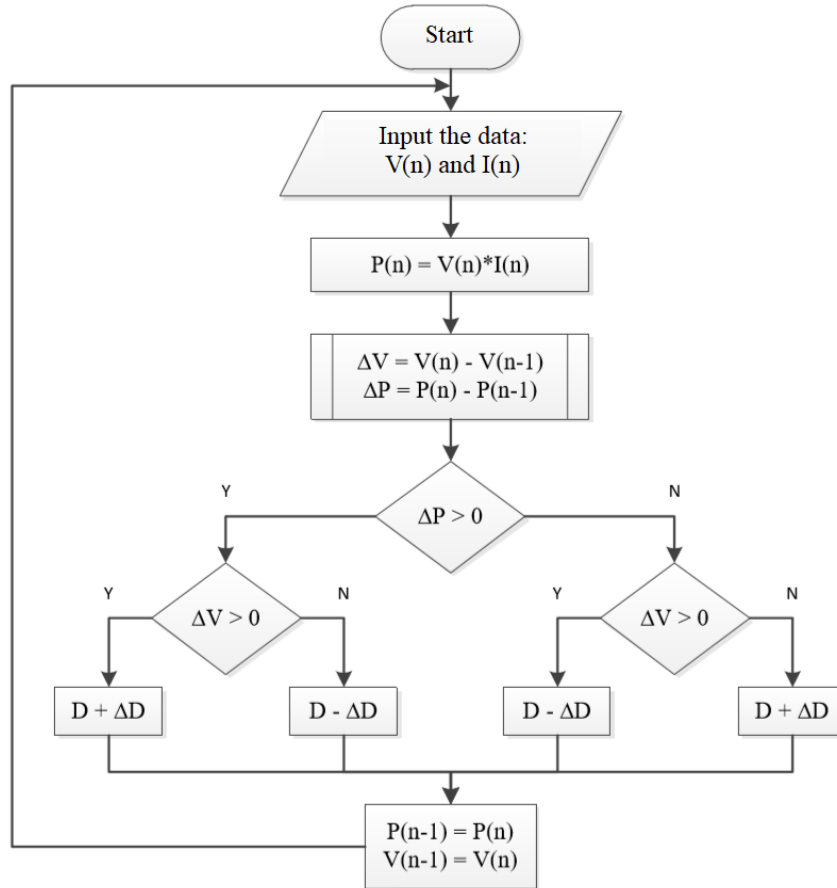 Start
Input the data:
V(n) and I(n)
P(n) = V(n)*I(n)
ΔV = V(n) - V(n-1)
ΔP = P(n) - P(n-1)
Y
N
ΔP > 0
Y
N
Y
N
ΔV > 0
ΔV > 0
D + ΔD
D - ΔD
D - ΔD
D + ΔD
P(n-1) = P(n)
V(n-1) = V(n)